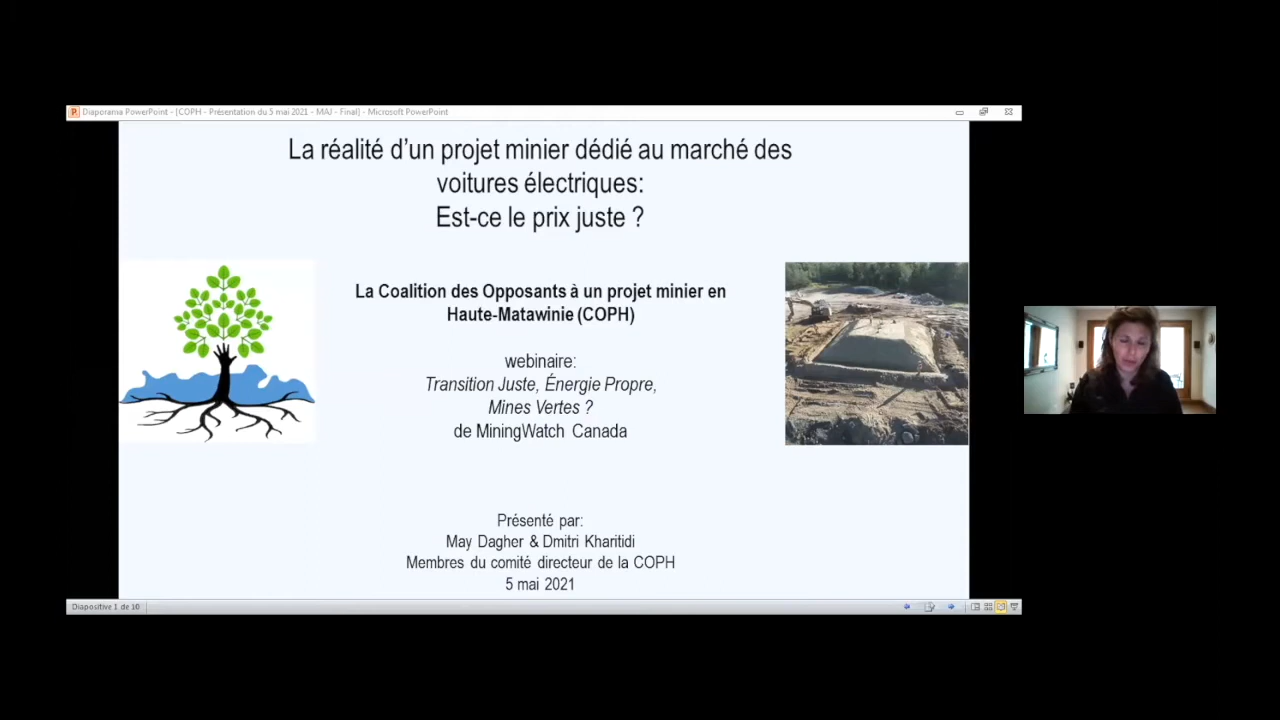 Diaporama PowerPoint - [COPH - Présentation du 5 mai 2021 - MAJ - Final] - Microsoft PowerPoint
La réalité d'un projet minier dédié au marché des
voitures électriques:
Est-ce le prix juste ?
La Coalition des Opposants à un projet minier en
Haute-Matawinie (COPH)
webinaire:
Transition Juste, Énergie Propre,
Mines Vertes ?
de MiningWatch Canada
Présenté par:
May Dagher & Dmitri Kharitidi
Membres du comité directeur de la COPH
5 mai 2021
Diapositive 1 de 10